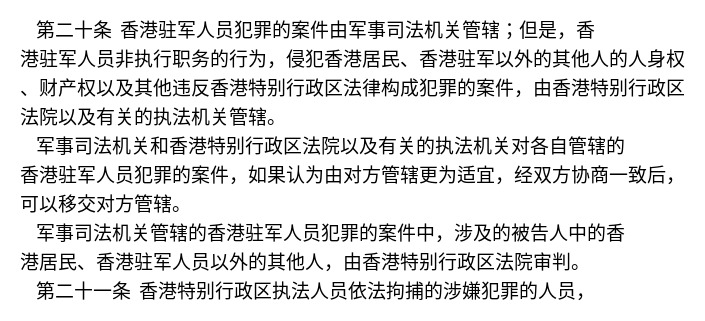 第二十条 香港驻军人员犯罪的案件由军事司法机关管辖；但是，香
港驻军人员非执行职务的行为，侵犯香港居民、香港驻军以外的其他人的人身权
、财产权以及其他违反香港特别行政区法律构成犯罪的案件，由香港特别行政区
法院以及有关的执法机关管辖。
军事司法机关和香港特别行政区法院以及有关的执法机关对各自管辖的
香港驻军人员犯罪的案件，如果认为由对方管辖更为适宜，经双方协商一致后，
可以移交对方管辖。
军事司法机关管辖的香港驻军人员犯罪的案件中，涉及的被告人中的香
港居民、香港驻军人员以外的其他人，由香港特别行政区法院审判。
第二十一条 香港特别行政区执法人员依法拘捕的涉嫌犯罪的人员，